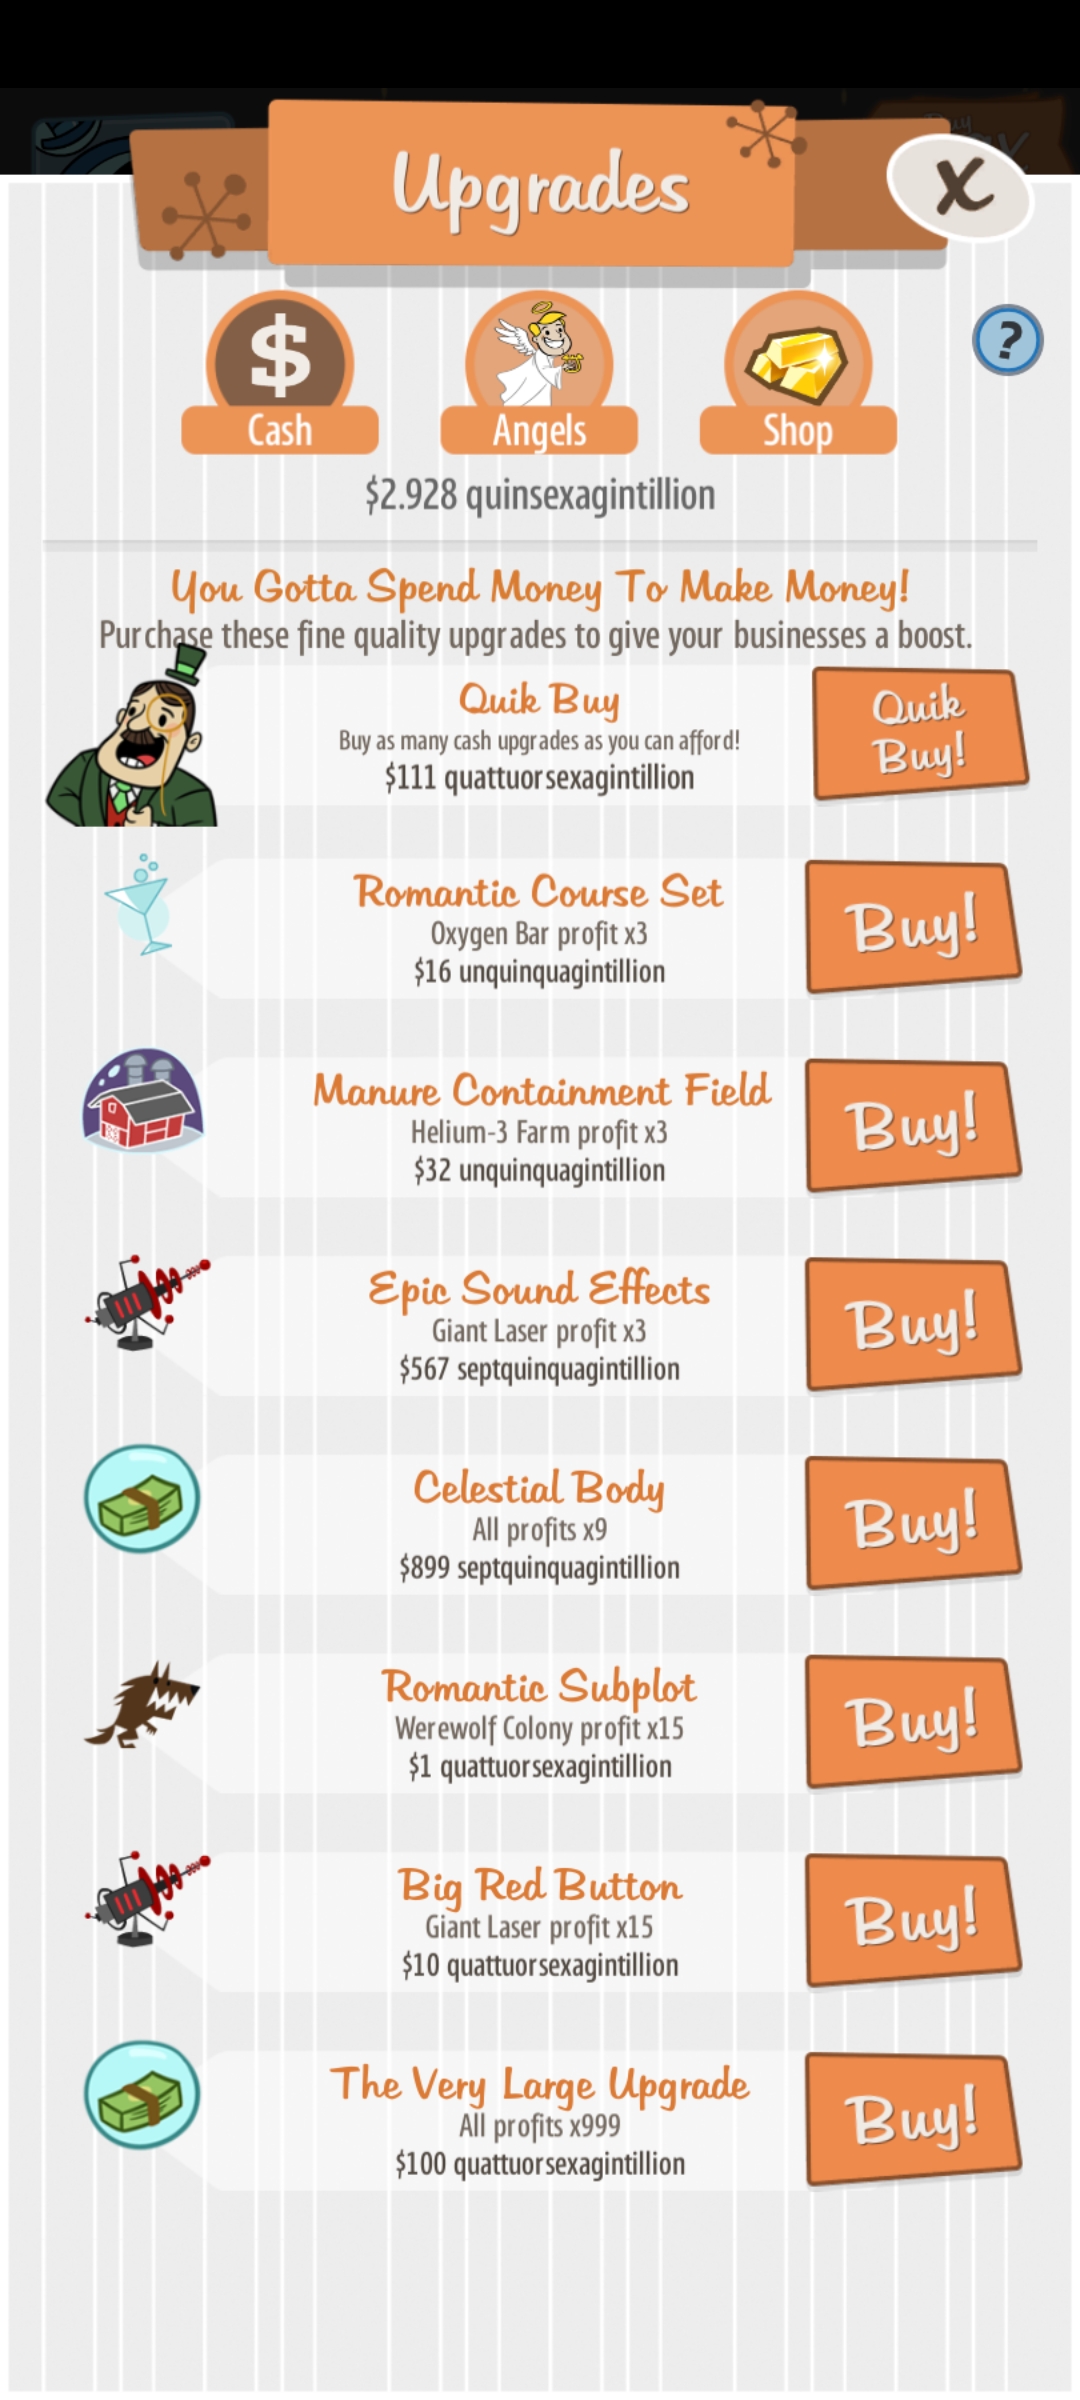 Buy
Upgrades
X
$
?
Cash
Angels
Shop
$2.928 quinsexagintillion
You Gotta Spend Money To Make Money!
Purchase these fine quality upgrades to give your businesses a boost.
Quik Buy
Buy as many cash upgrades as you can afford!
$111 quattuorsexagintillion
Quik
Buy!
Romantic Course Set
Oxygen Bar profit x3
$16 unquinquagintillion
Buy!
Manure Containment Field
Helium-3 Farm profit x3
$32 unquinquagintillion
Buy!
Epic Sound Effects
Giant Laser profit x3
$567 septquinquagintillion
Buy!
Celestial Body
All profits x9
$899 septquinquagintillion
Buy!
Romantic Subplot
Werewolf Colony profit x15
$1 quattuorsexagintillion
Buy!
Big Red Button
Giant Laser profit x15
$10 quattuorsexagintillion
Buy!
The Very Large Upgrade
All profits x999
$100 quattuorsexagintillion
Buy!